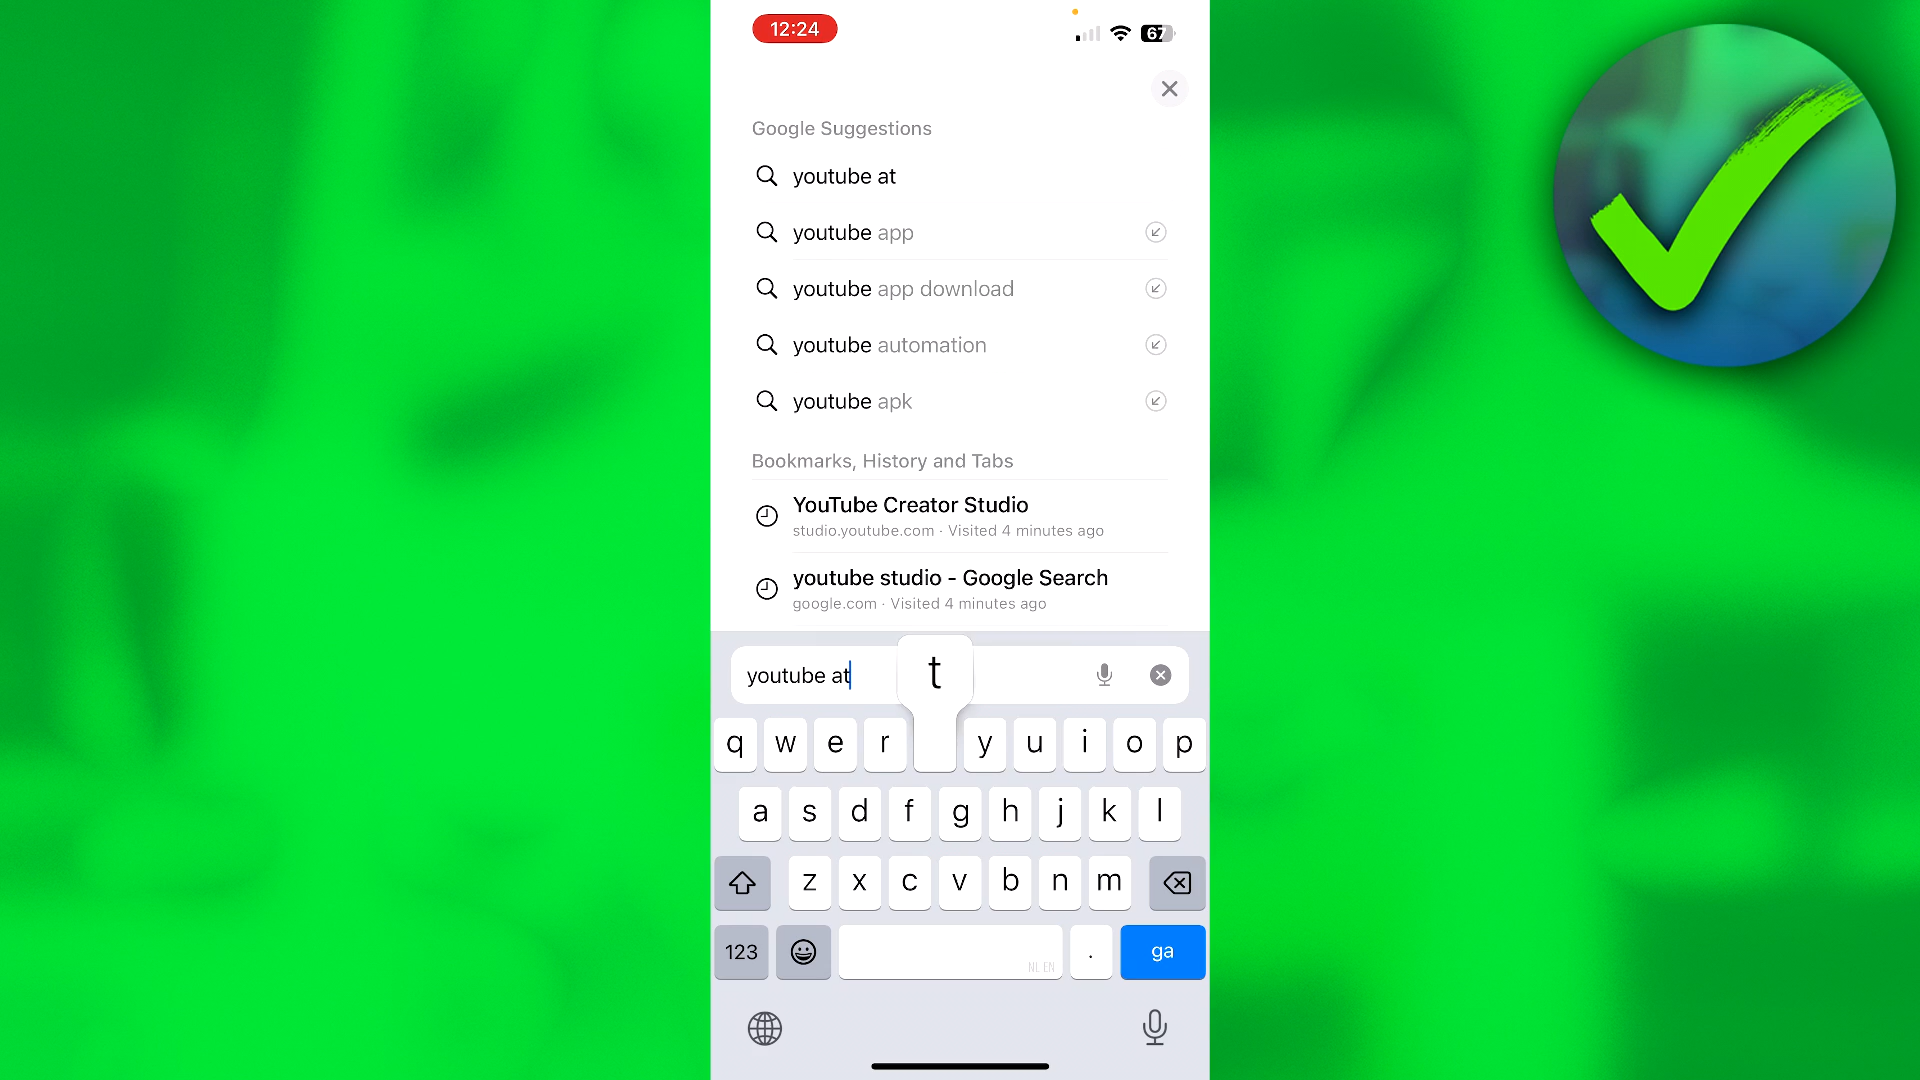 12:24
67
Google Suggestions
youtube at
youtube app
youtube app download
youtube automation
youtube apk
Bookmarks, History and Tabs
YouTube Creator Studio
studio.youtube.com · Visited 4 minutes ago
youtube studio - Google Search
google.com · Visited 4 minutes ago
youtube at
t
q w e r y u i o p
a s d f g h j k l
z x c v b n m
123 . ga
NL EN